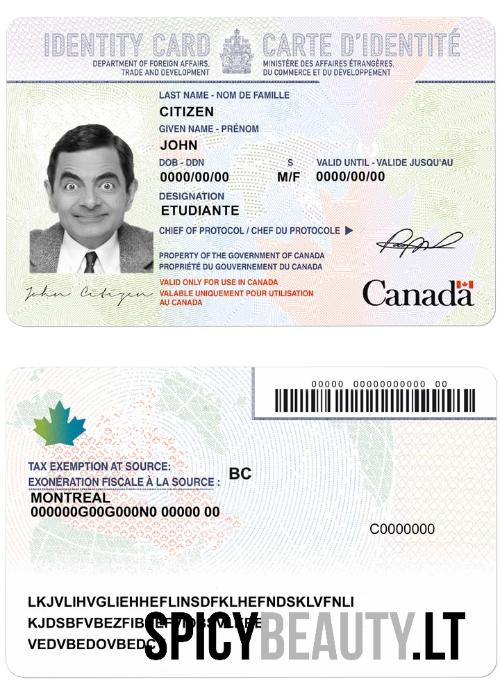 IDENTITY CARD CARTE D'IDENTITÉ
DEPARTMENT OF FOREIGN AFFAIRS, MINISTÈRE DES AFFAIRES ÉTRANGÈRES,
TRADE AND DEVELOPMENT DU COMMERCE ET DU DÉVELOPPEMENT
LAST NAME - NOM DE FAMILLE
CITIZEN
GIVEN NAME - PRÉNOM
JOHN
DOB - DDN S VALID UNTIL - VALIDE JUSQU'AU
0000/00/00 M/F 0000/00/00
DESIGNATION
ETUDIANTE
CHIEF OF PROTOCOL / CHEF DU PROTOCOLE
PROPERTY OF THE GOVERNMENT OF CANADA
PROPRIÉTÉ DU GOUVERNEMENT DU CANADA
VALID ONLY FOR USE IN CANADA
VALABLE UNIQUEMENT POUR UTILISATION
AU CANADA
John Citizen
Canada
00000 00000000000 00
TAX EXEMPTION AT SOURCE:
EXONÉRATION FISCALE À LA SOURCE : BC
MONTREAL
000000G00G000N0 00000 00
C0000000
LKJVLIHVGLIEHHEFLINSDFKLHEFNDSKLVFNLI
KJDSBFVBEZFIB
VEDVBEDOVBED
SPICYBEAUTY.LT